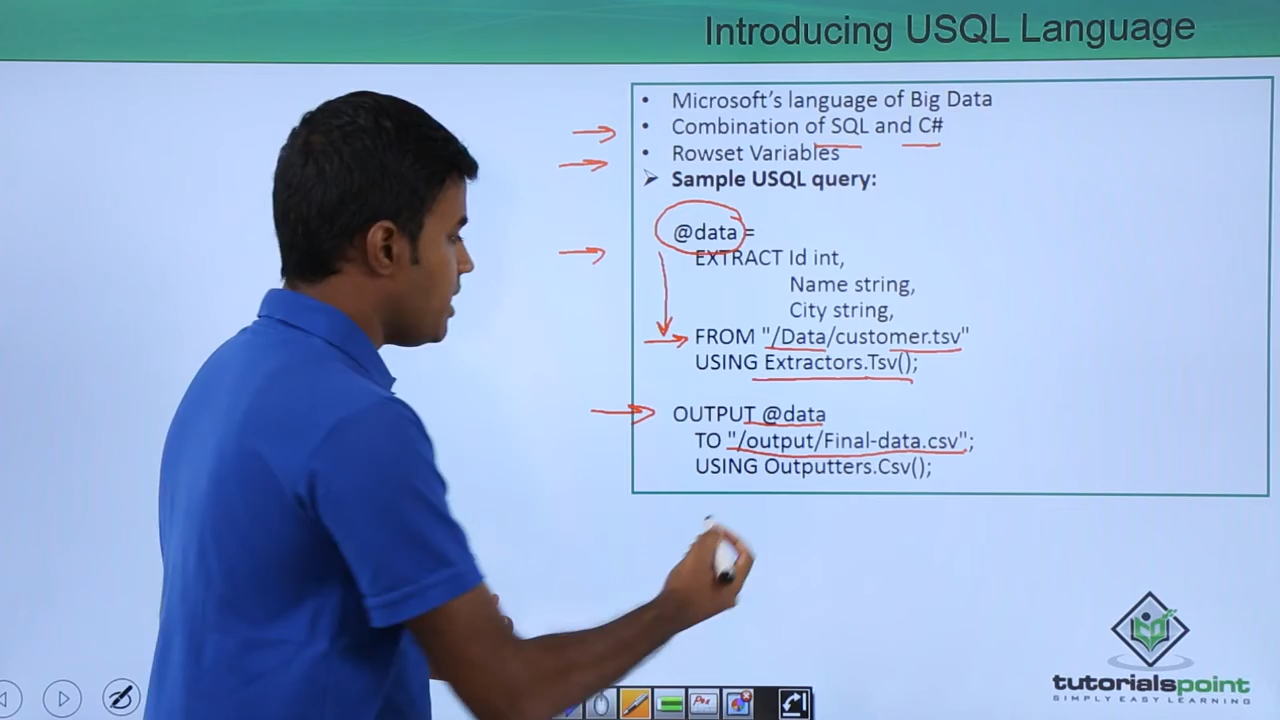 Introducing USQL Language
• Microsoft's language of Big Data
• Combination of SQL and C#
• Rowset Variables
➤ Sample USQL query:
@data =
EXTRACT Id int,
Name string,
City string,
FROM "/Data/customer.tsv"
USING Extractors.Tsv();
OUTPUT @data
TO "/output/Final-data.csv";
USING Outputters.Csv();
tutorialspoint
SIMPLY EASY LEARNING